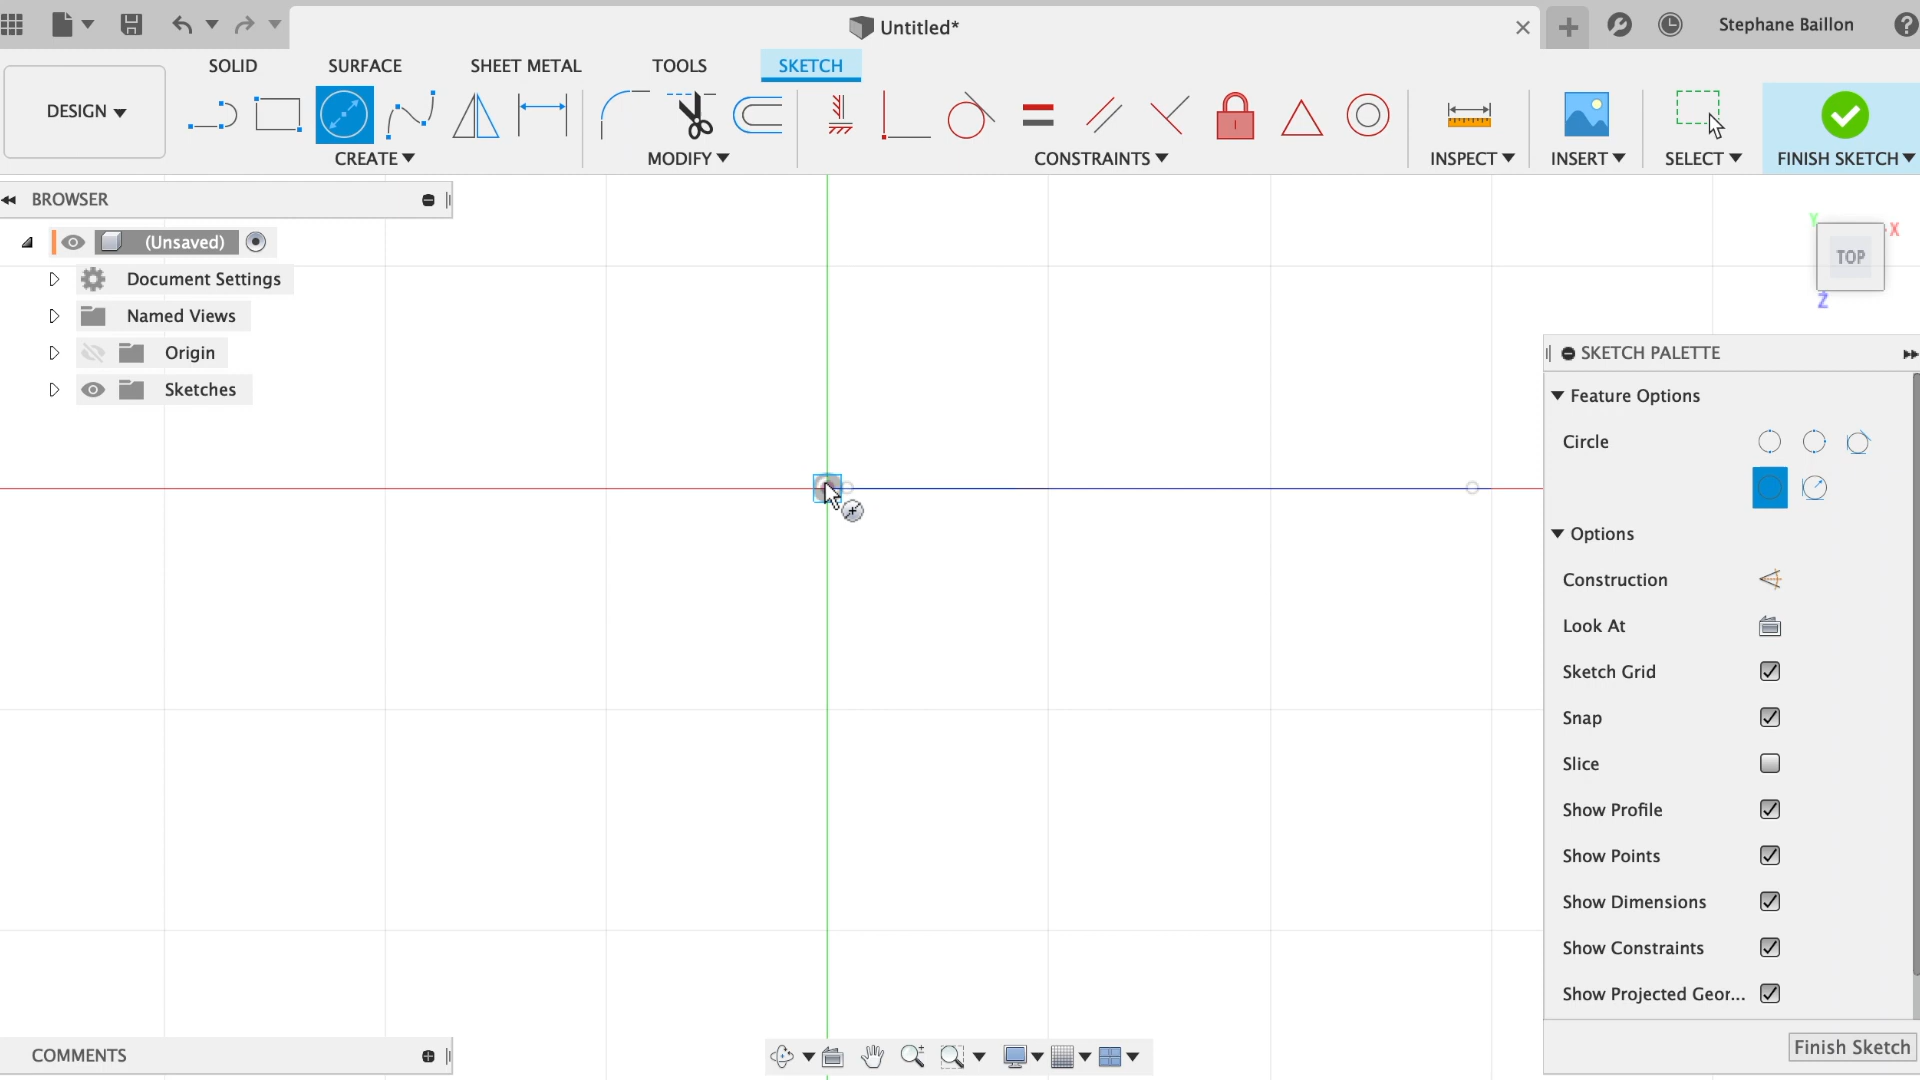 Untitled*
Stephane Baillon
SOLID
SURFACE
SHEET METAL
TOOLS
SKETCH
DESIGN
CREATE
MODIFY
CONSTRAINTS
INSPECT
INSERT
SELECT
FINISH SKETCH
BROWSER
(Unsaved)
Document Settings
Named Views
Origin
Sketches
Y
X
TOP
Z
SKETCH PALETTE
Feature Options
Circle
Options
Construction
Look At
Sketch Grid
Snap
Slice
Show Profile
Show Points
Show Dimensions
Show Constraints
Show Projected Geor...
Finish Sketch
COMMENTS